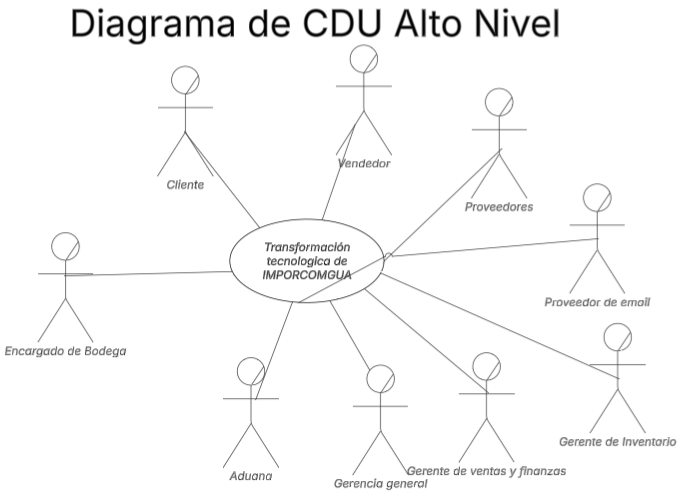 Diagrama de CDU Alto Nivel
Cliente
Vendedor
Proveedores
Transformación
tecnologica de
IMPORCOMGUA
Proveedor de email
Encargado de Bodega
Gerente de Inventario
Aduana
Gerencia general
Gerente de ventas y finanzas